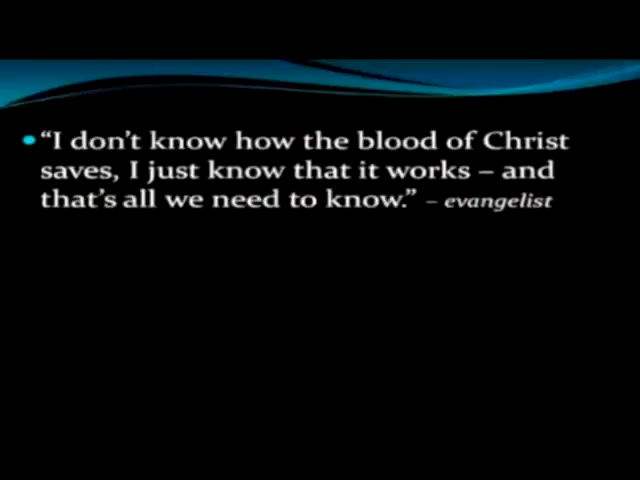 • “I don’t know how the blood of Christ
saves, I just know that it works – and
that’s all we need to know.” – evangelist